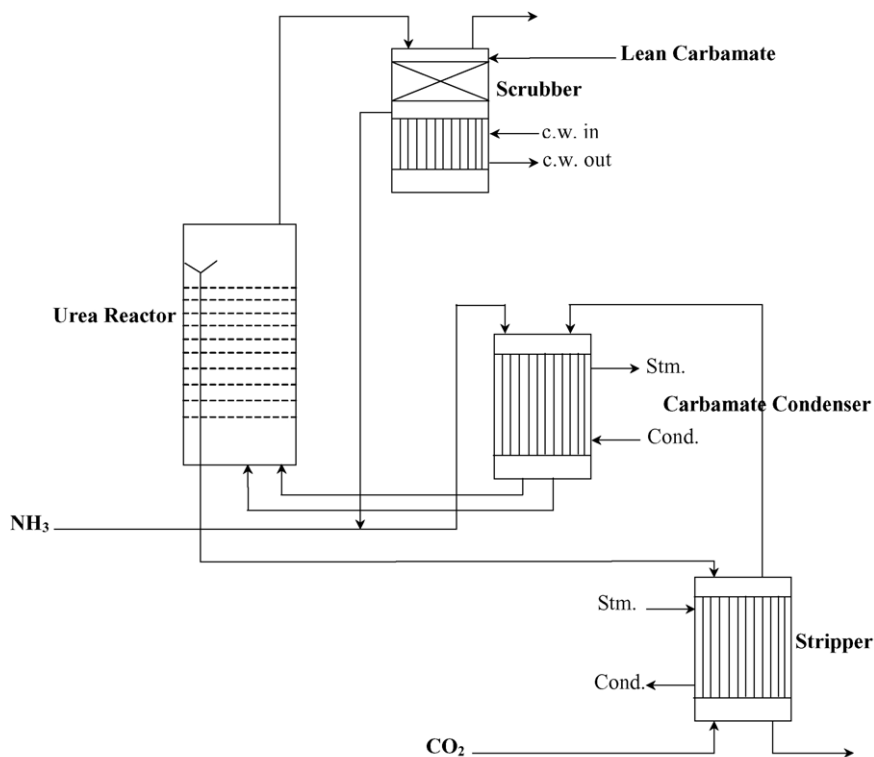 Lean Carbamate
Scrubber
c.w. in
c.w. out
Urea Reactor
Stm.
Carbamate Condenser
Cond.
NH₃
Stm.
Stripper
Cond.
CO₂